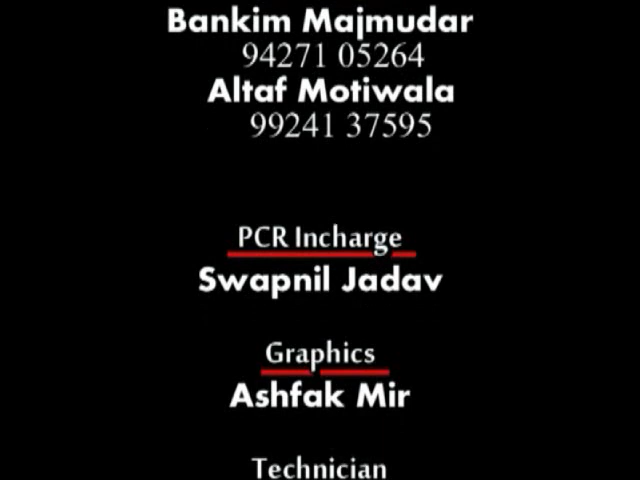 Bankim Majmudar
94271 05264
Altaf Motiwala
99241 37595
PCR Incharge
Swapnil Jadav
Graphics
Ashfak Mir
Technician